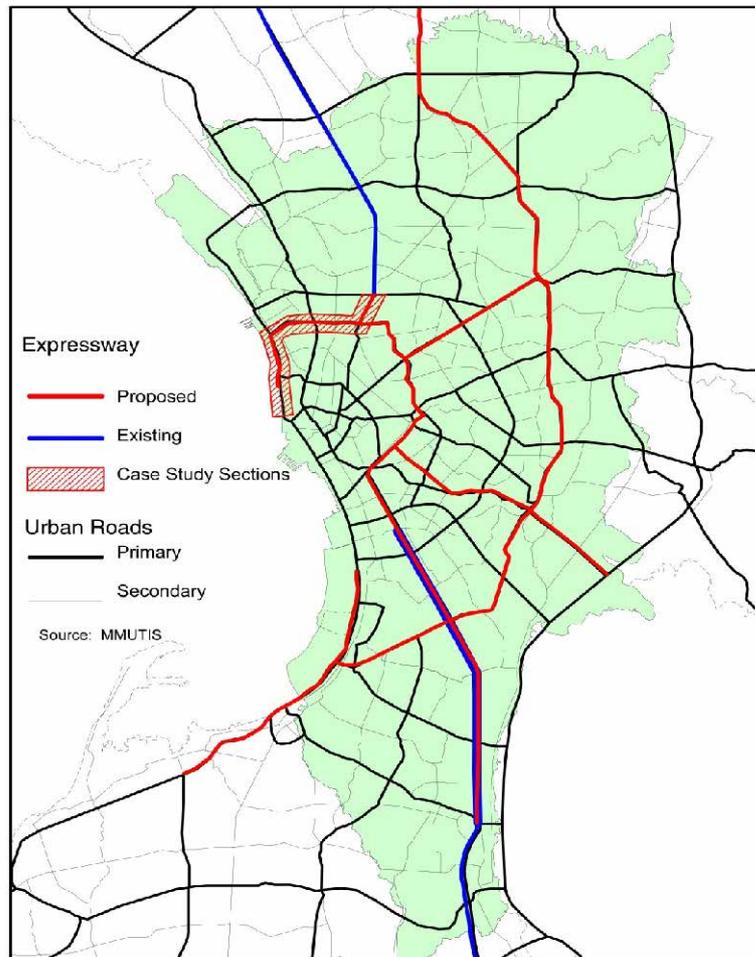 Expressway
Proposed
Existing
Case Study Sections
Urban Roads
Primary
Secondary
Source: MMUTIS